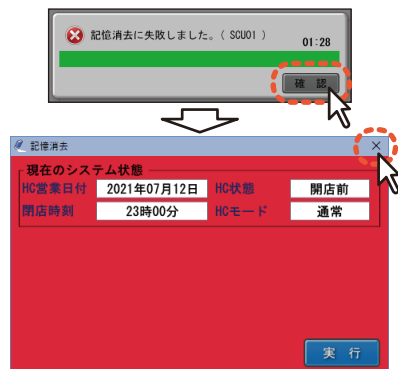 記憶消去に失敗しました。( SCU01 )
01:28
確 認
記憶消去
現在のシステム状態
HC営業日付 2021年07月12日 HC状態 開店前
閉店時刻 23時00分 HCモード 通常
実 行